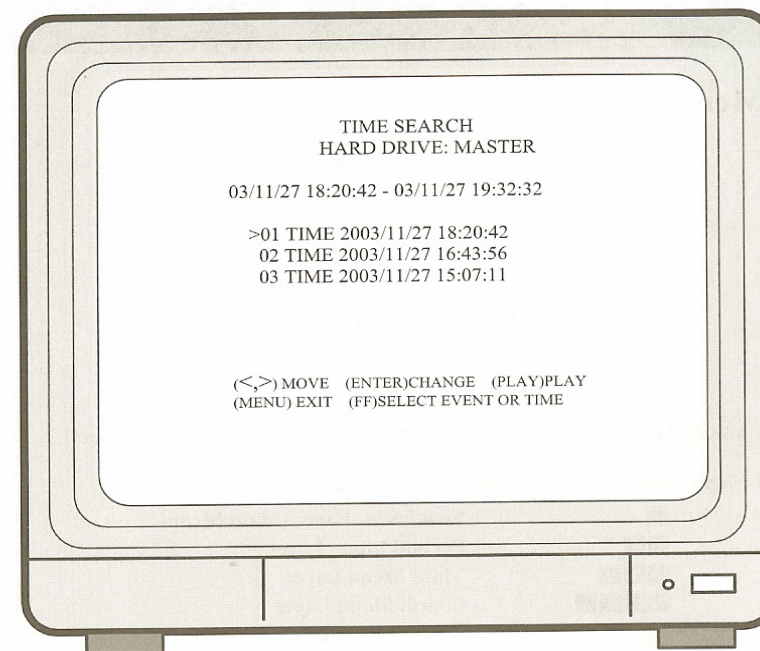 TIME SEARCH
HARD DRIVE: MASTER
03/11/27 18:20:42 - 03/11/27 19:32:32
>01 TIME 2003/11/27 18:20:42
02 TIME 2003/11/27 16:43:56
03 TIME 2003/11/27 15:07:11
(<,>) MOVE (ENTER)CHANGE (PLAY)PLAY
(MENU) EXIT (FF)SELECT EVENT OR TIME